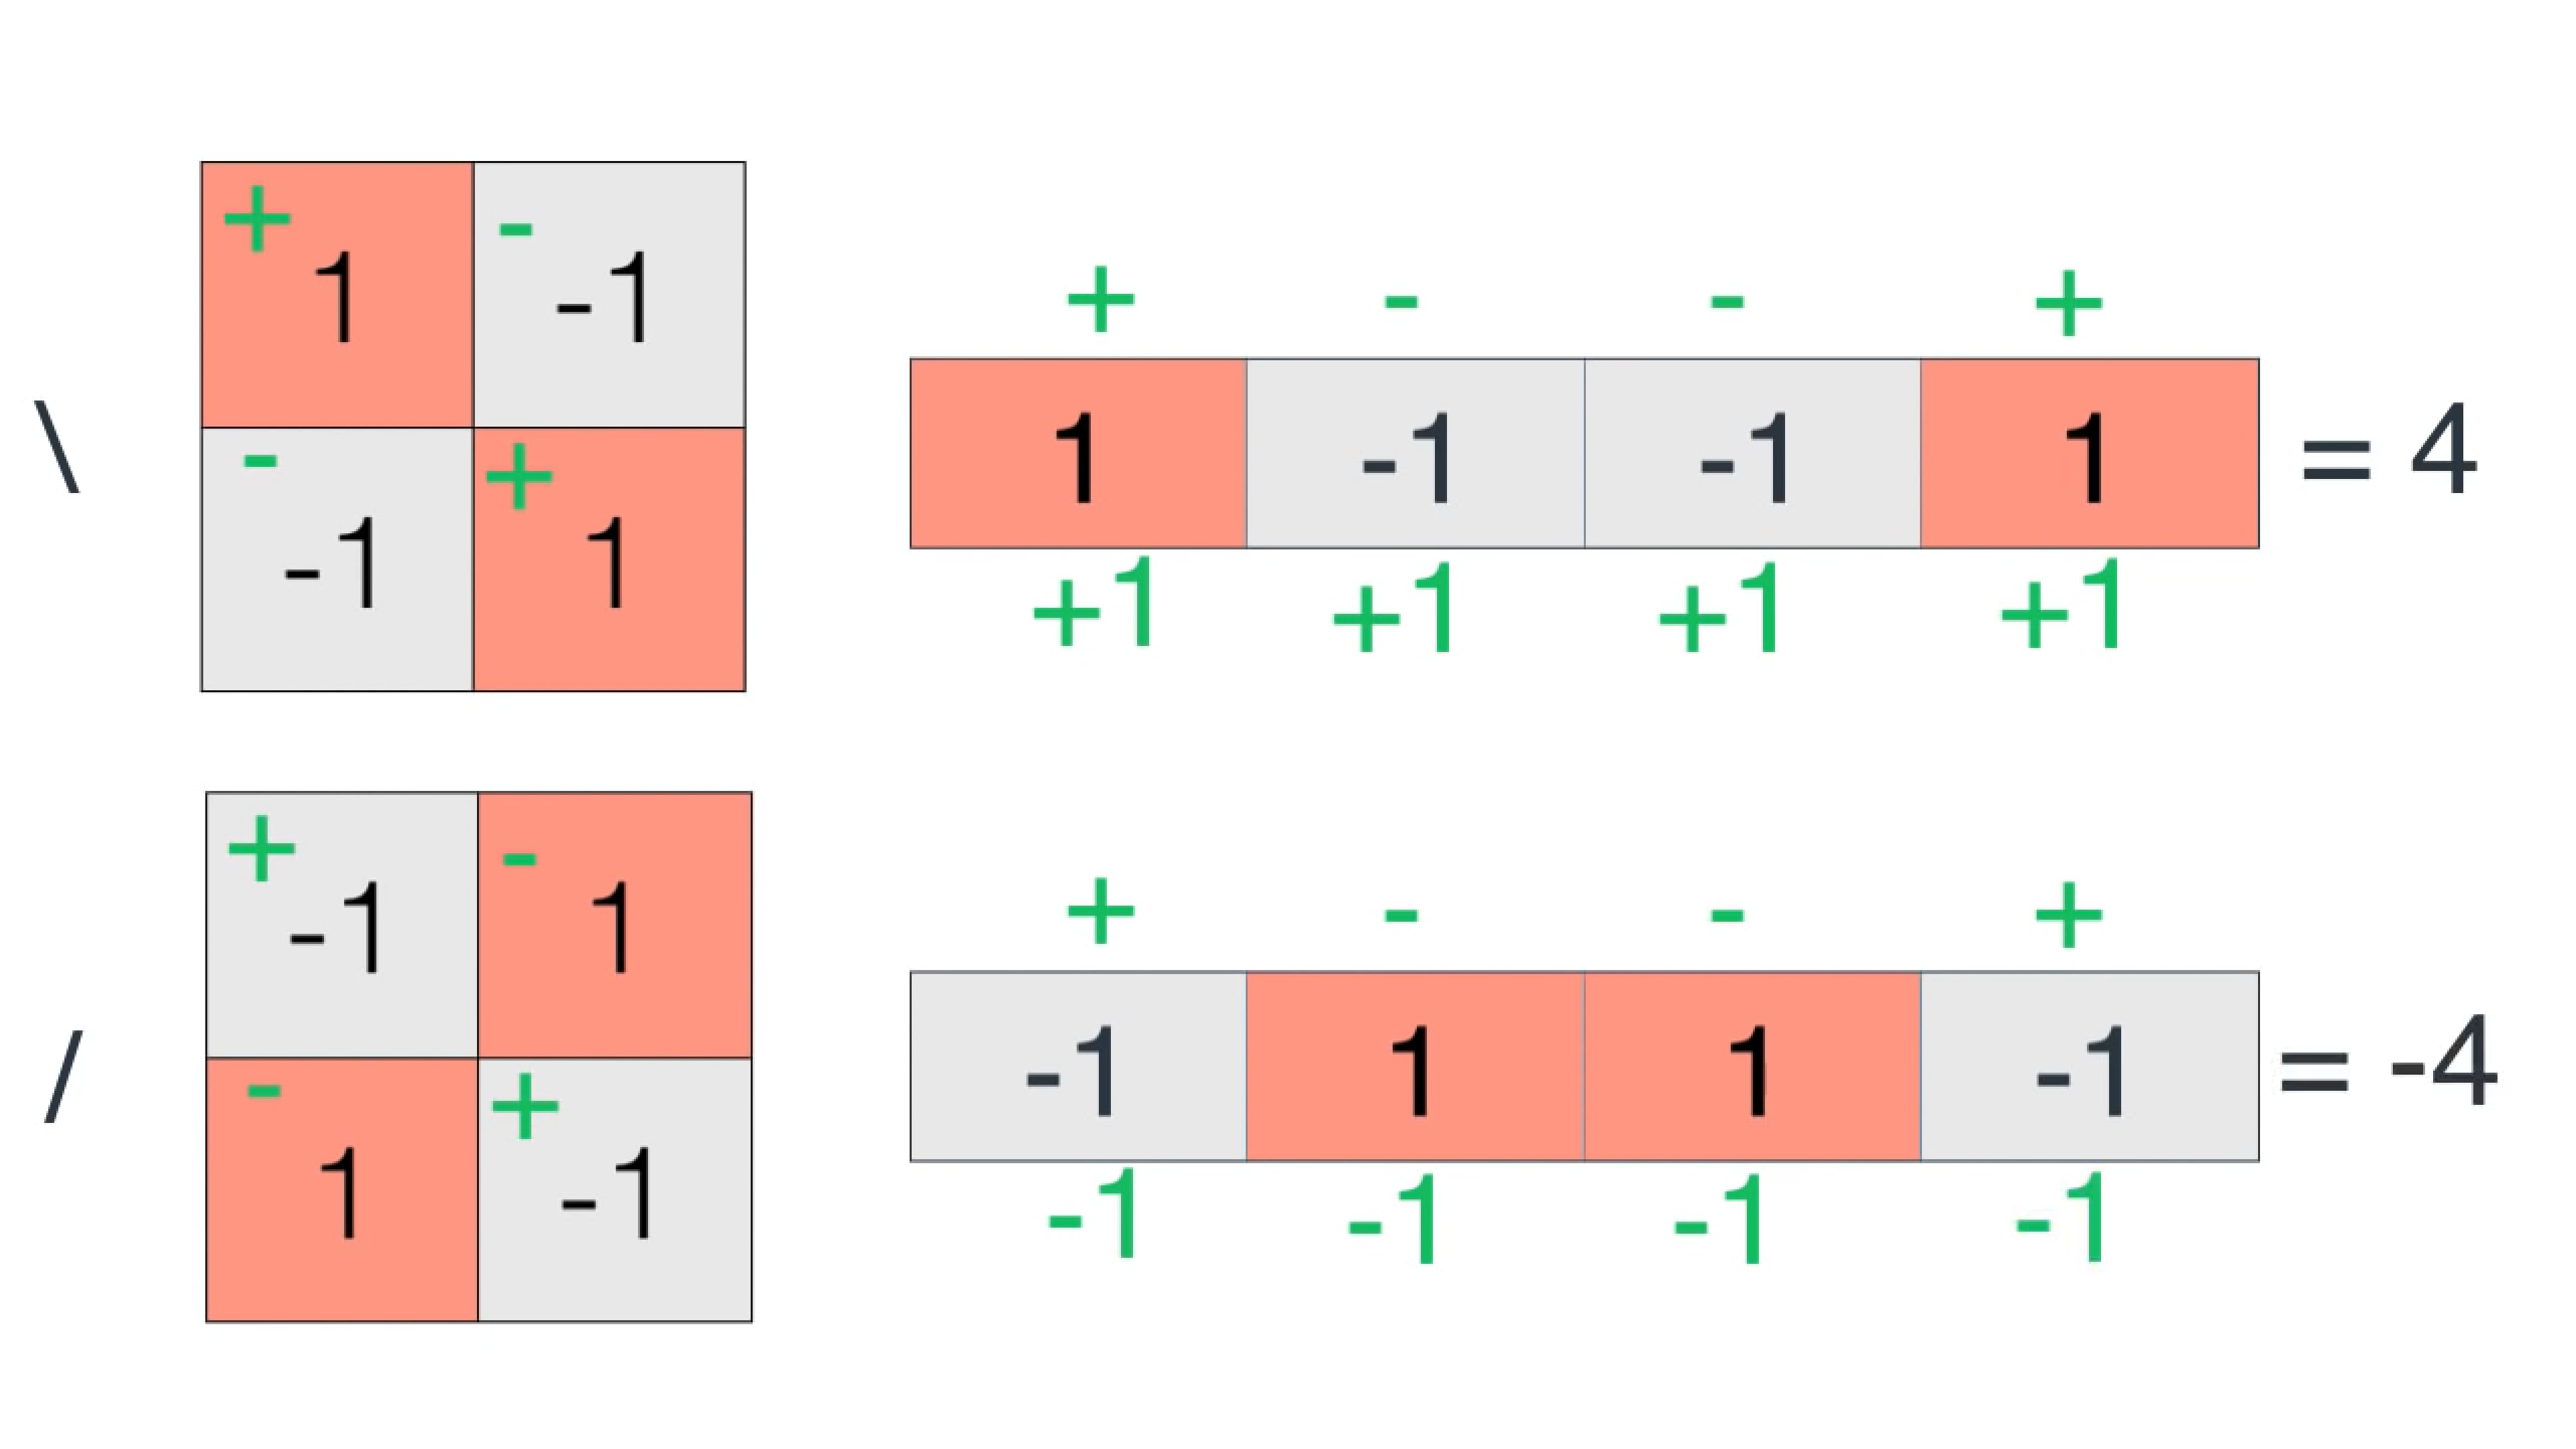 + 1 - -1
\
- -1 + 1
+ - - +
1 -1 -1 1 = 4
+1 +1 +1 +1
+ -1 - 1
/
- 1 + -1
+ - - +
-1 1 1 -1 = -4
-1 -1 -1 -1